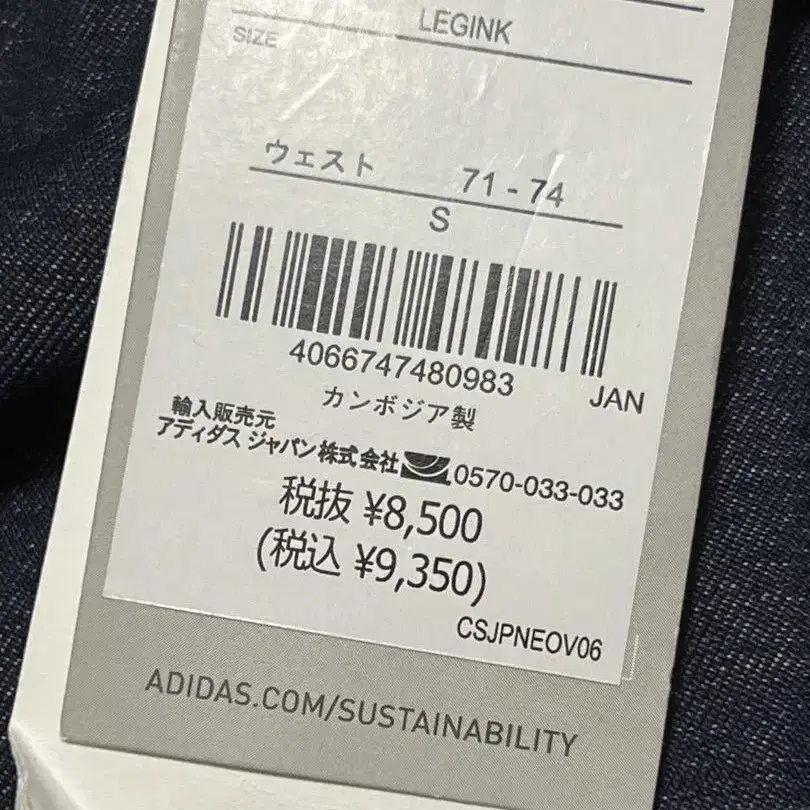 LEGINK
SIZE
ウェスト 71 - 74
S
4066747480983 JAN
カンボジア製
輸入販売元
アディダス ジャパン株式会社 0570-033-033
税抜 ¥8,500
(税込 ¥9,350)
CSJPNEOV06
ADIDAS.COM/SUSTAINABILITY